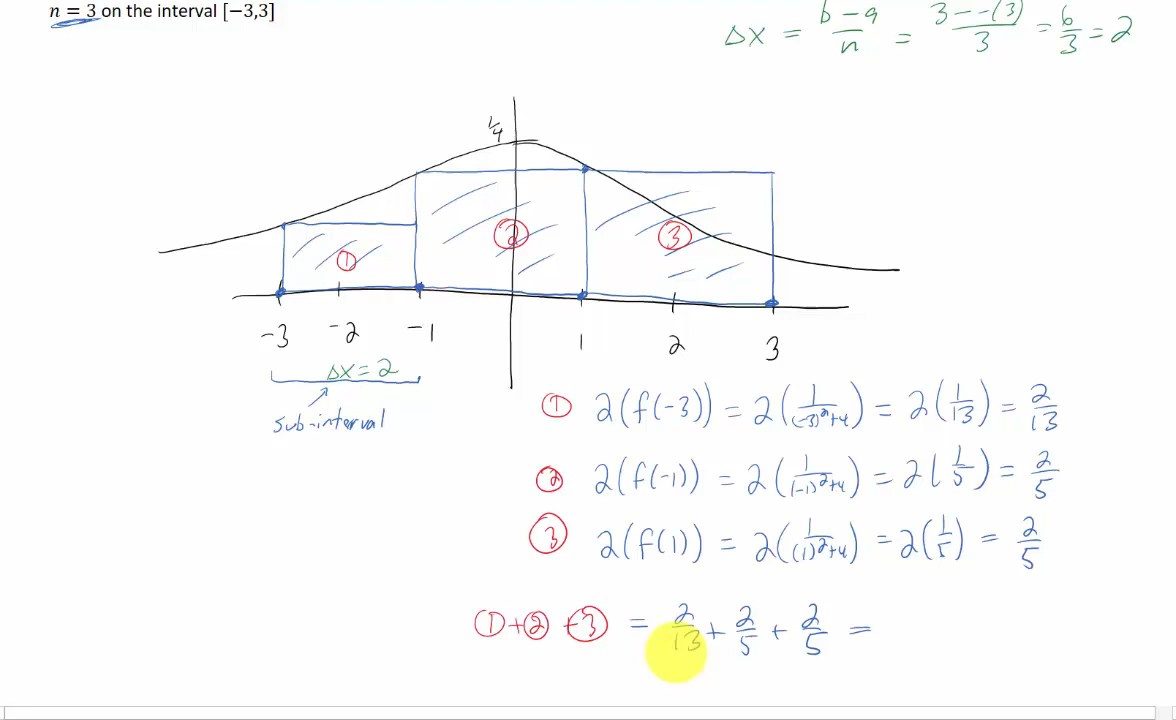 n = 3 on the interval [−3,3]
Δx = b-a/n = 3--(3)/3 = 6/3 = 2
1/4
① ② ③
-3 -2 -1 1 2 3
Δx = 2
sub-interval
① 2(f(-3)) = 2(1/(-3)²+4) = 2(1/13) = 2/13
② 2(f(-1)) = 2(1/(-1)²+4) = 2(1/5) = 2/5
③ 2(f(1)) = 2(1/(1)²+4) = 2(1/5) = 2/5
①+②+③ = 2/13 + 2/5 + 2/5 =